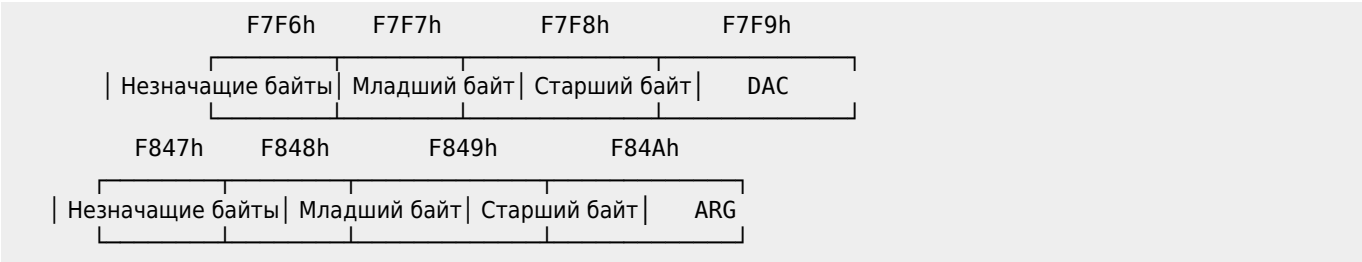 F7F6h F7F7h F7F8h F7F9h
Незначащие байты Младший байт Старший байт DAC
F847h F848h F849h F84Ah
Незначащие байты Младший байт Старший байт ARG